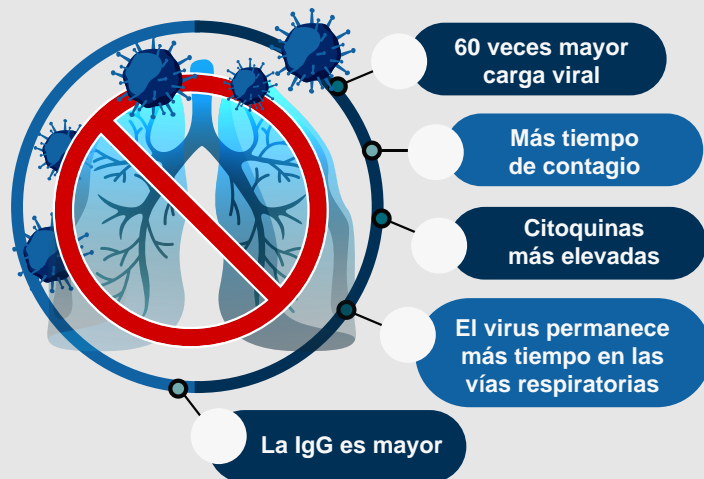 60 veces mayor
carga viral
Más tiempo
de contagio
Citoquinas
más elevadas
El virus permanece
más tiempo en las
vías respiratorias
La IgG es mayor